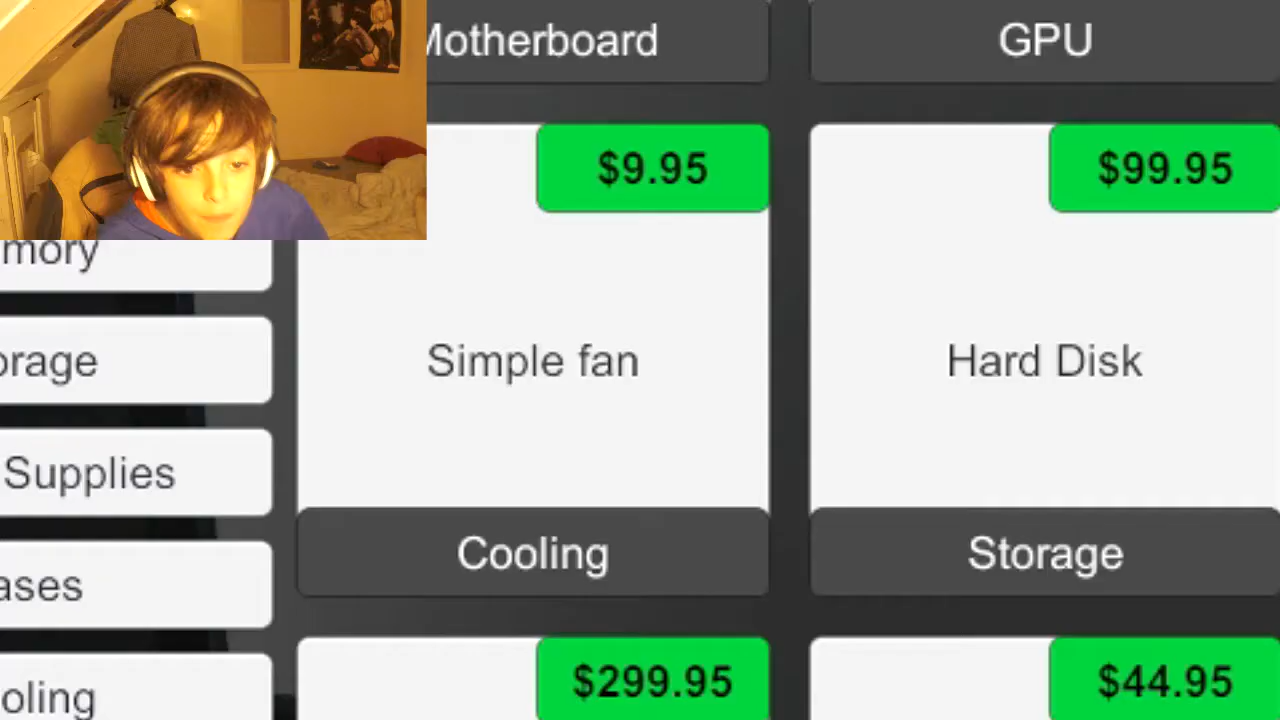 Motherboard
GPU
$9.95
$99.95
mory
orage
Simple fan
Hard Disk
Supplies
Cooling
Storage
ases
$299.95
$44.95
oling